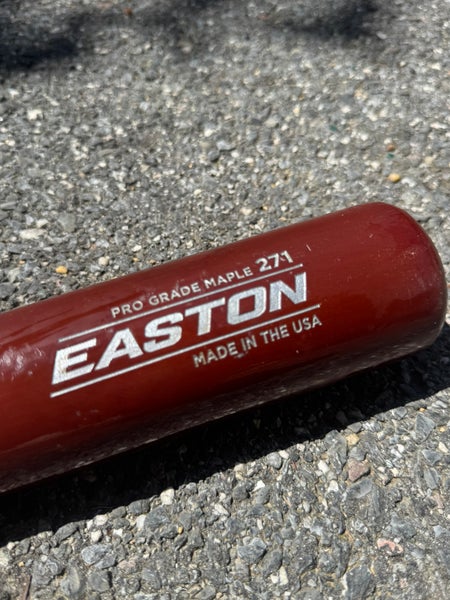 PRO GRADE MAPLE 271
EASTON
MADE IN THE USA